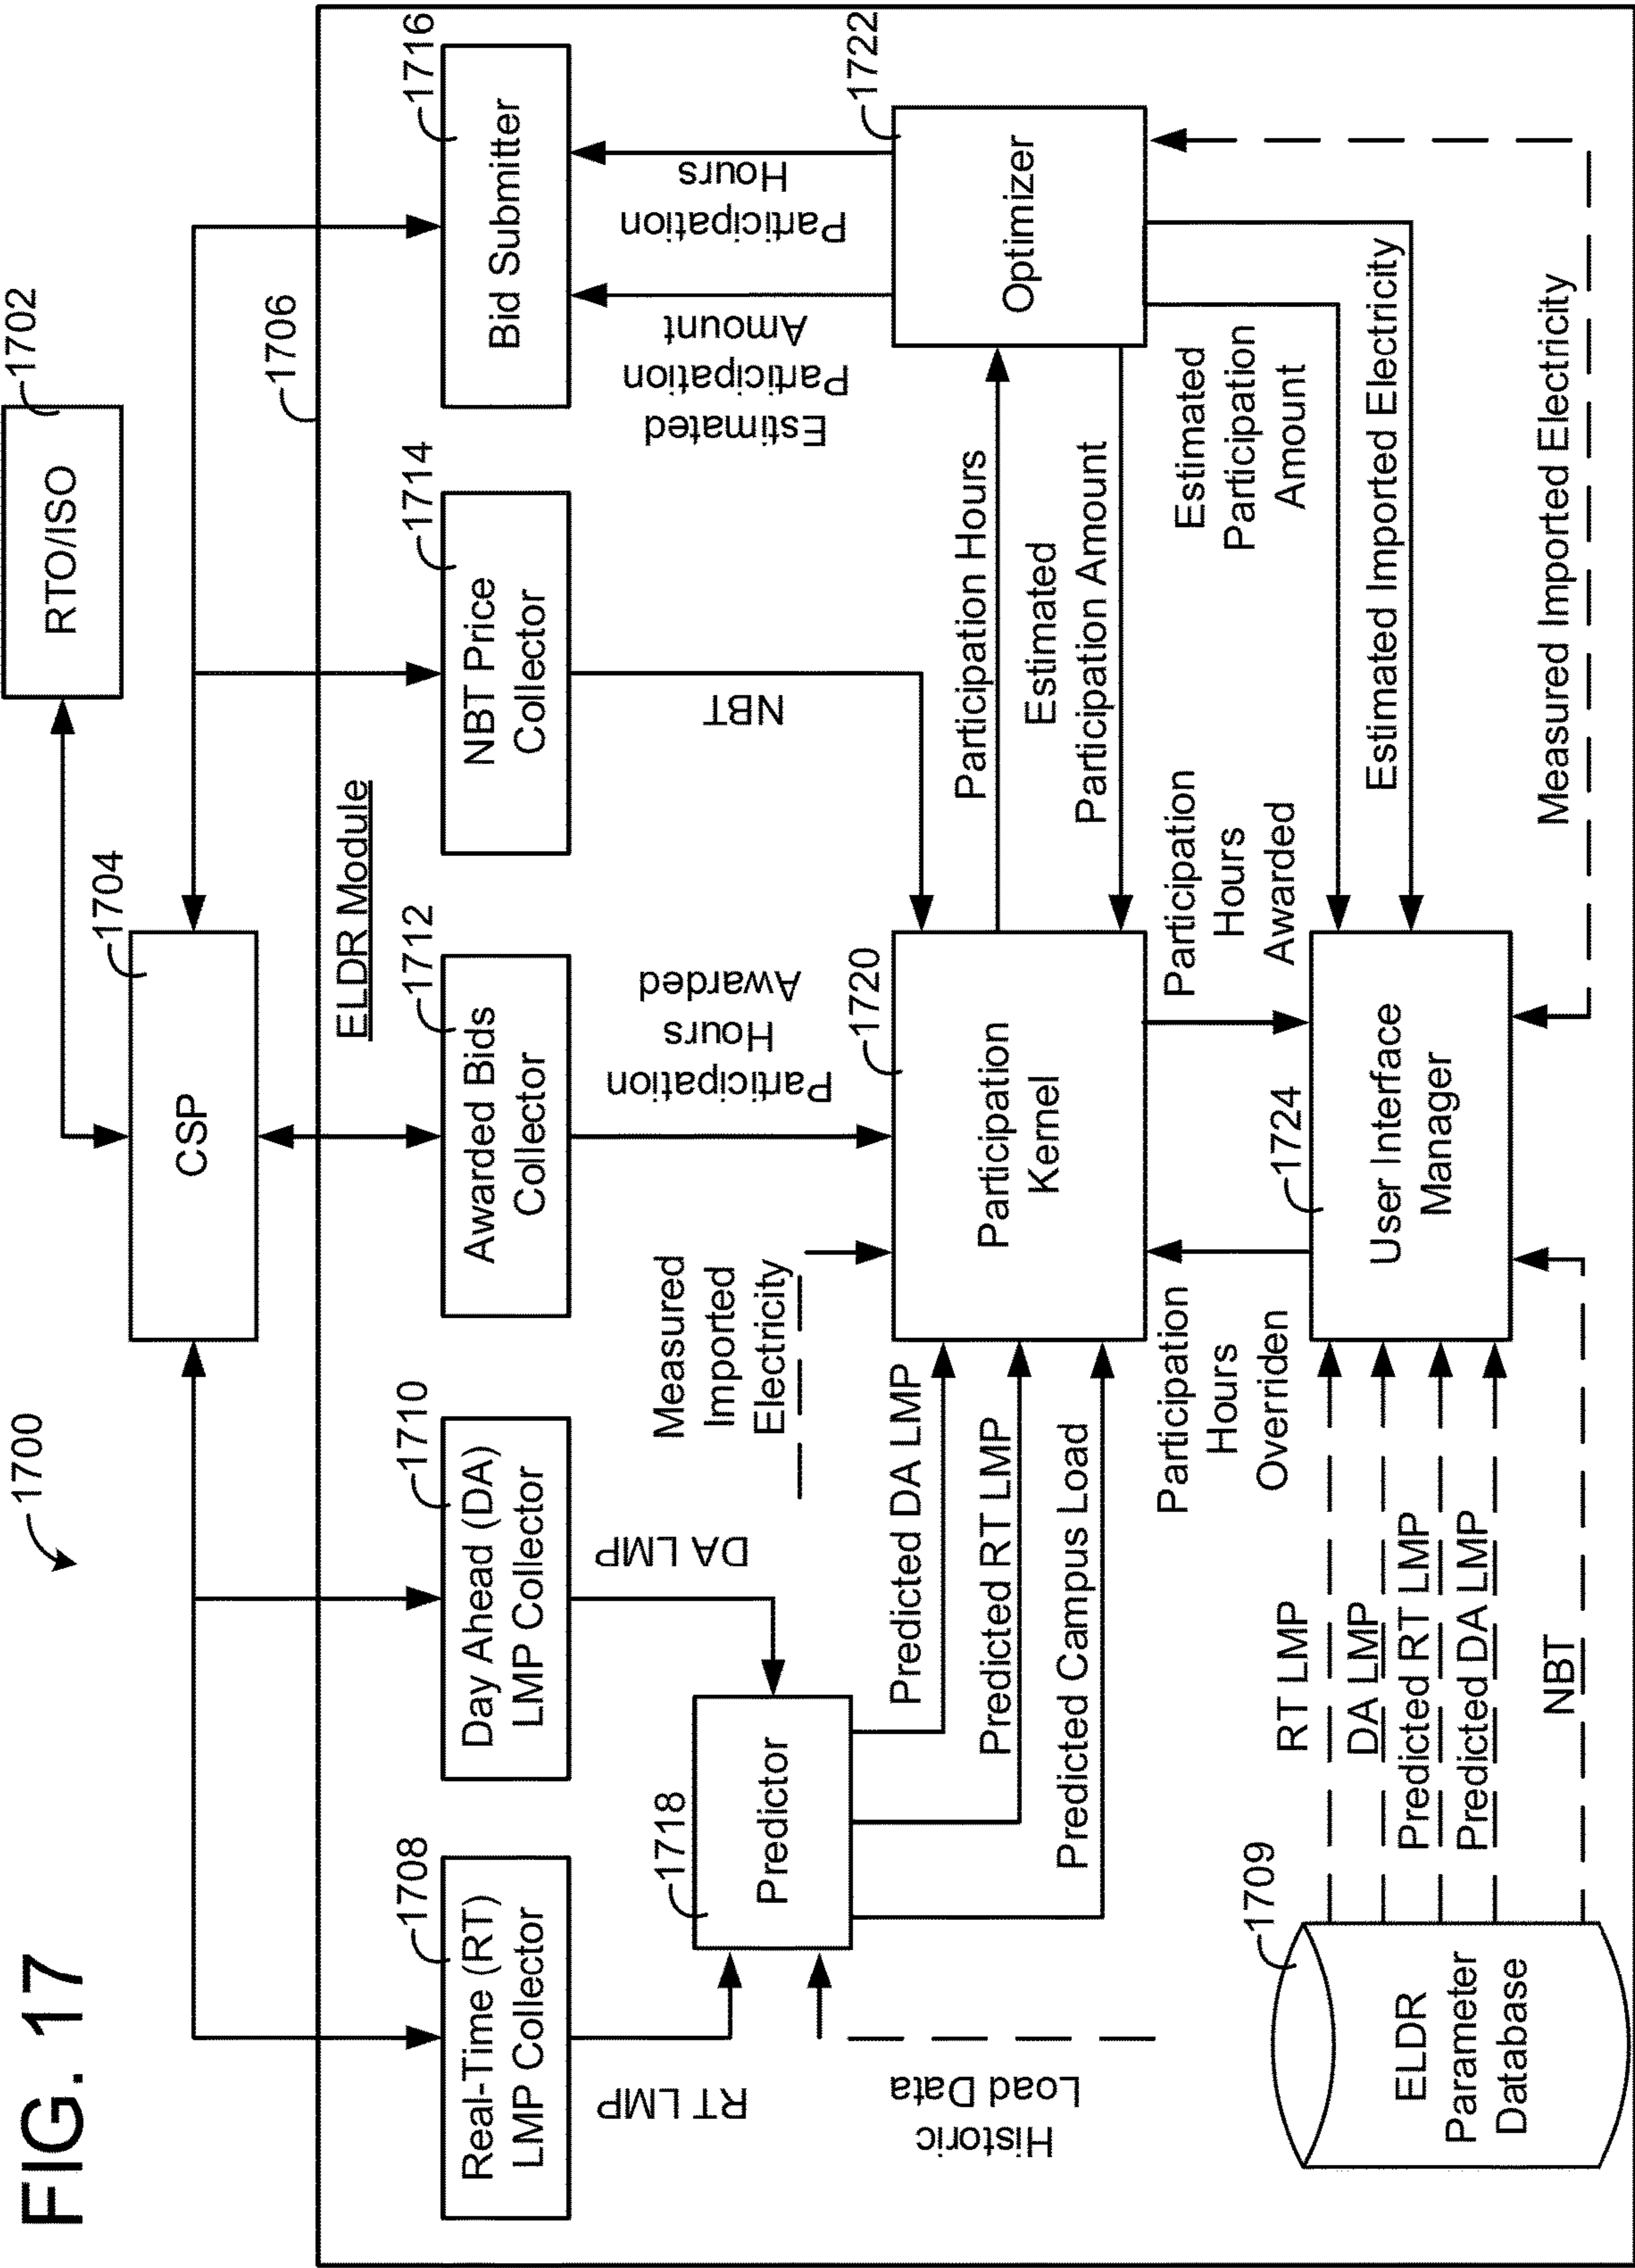 FIG. 17
1700
RTO/ISO
1702
CSP
1704
1706
ELDR Module
Real-Time (RT)
LMP Collector
1708
Day Ahead (DA)
LMP Collector
1710
Awarded Bids
Collector
1712
NBT Price
Collector
1714
Bid Submitter
1716
RT LMP
DA LMP
Historic
Load Data
Predictor
1718
Measured
Imported
Electricity
Participation
Hours
Awarded
NBT
Estimated
Participation
Amount
Participation
Hours
Predicted DA LMP
Predicted RT LMP
Predicted Campus Load
Participation
Kernel
1720
Participation Hours
Estimated
Participation Amount
Optimizer
1722
Participation
Hours
Overriden
Participation
Hours
Awarded
Estimated
Participation
Amount
Estimated Imported Electricity
Measured Imported Electricity
ELDR
Parameter
Database
1709
RT LMP
DA LMP
Predicted RT LMP
Predicted DA LMP
NBT
User Interface
Manager
1724